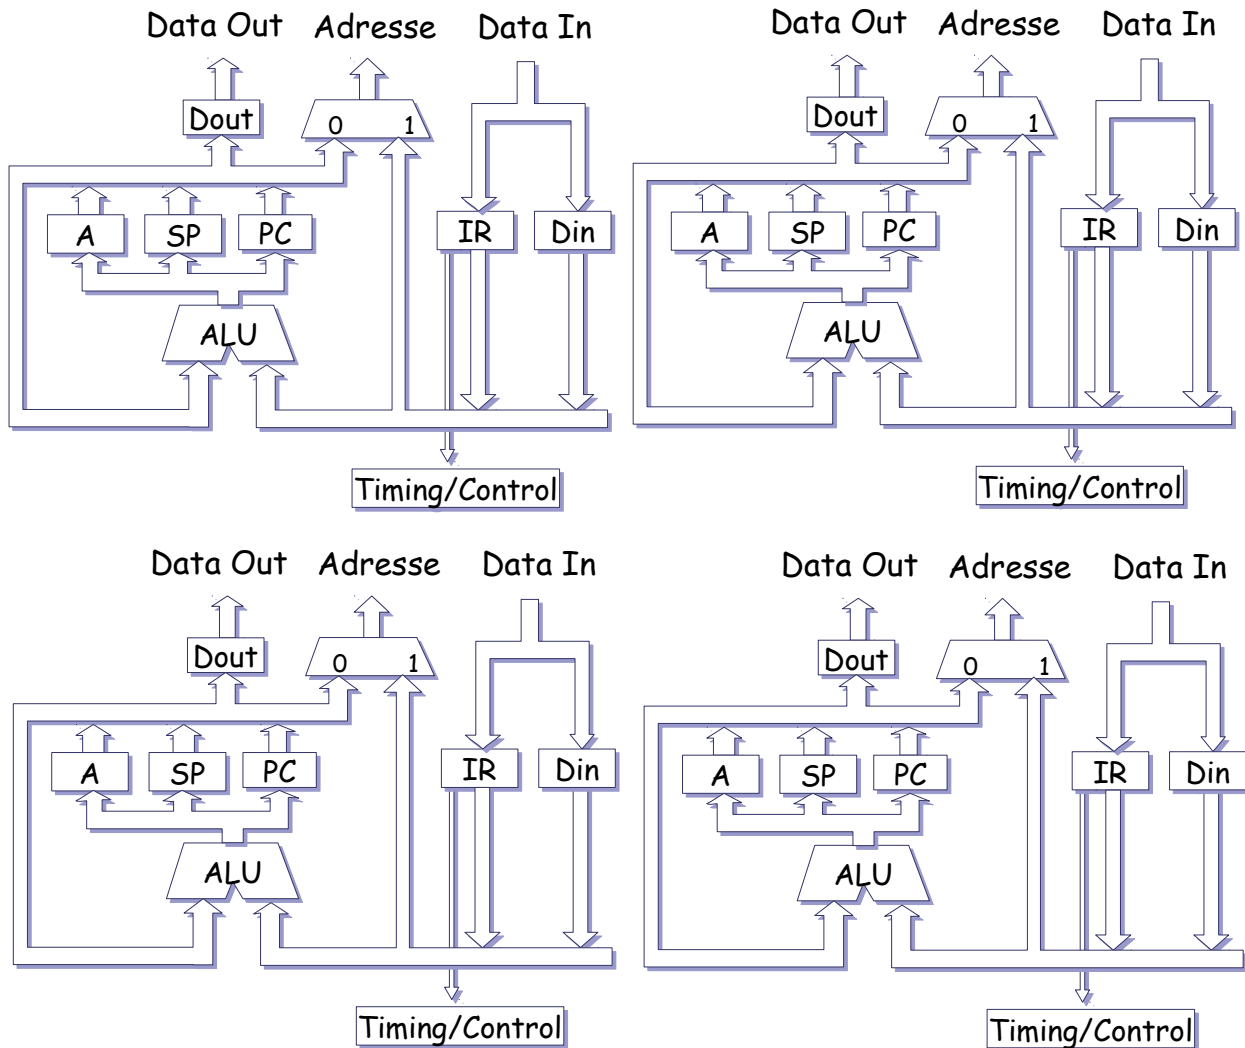 Data Out Adresse Data In
Dout 0 1
A SP PC IR Din
ALU
Timing/Control
Data Out Adresse Data In
Dout 0 1
A SP PC IR Din
ALU
Timing/Control
Data Out Adresse Data In
Dout 0 1
A SP PC IR Din
ALU
Timing/Control
Data Out Adresse Data In
Dout 0 1
A SP PC IR Din
ALU
Timing/Control